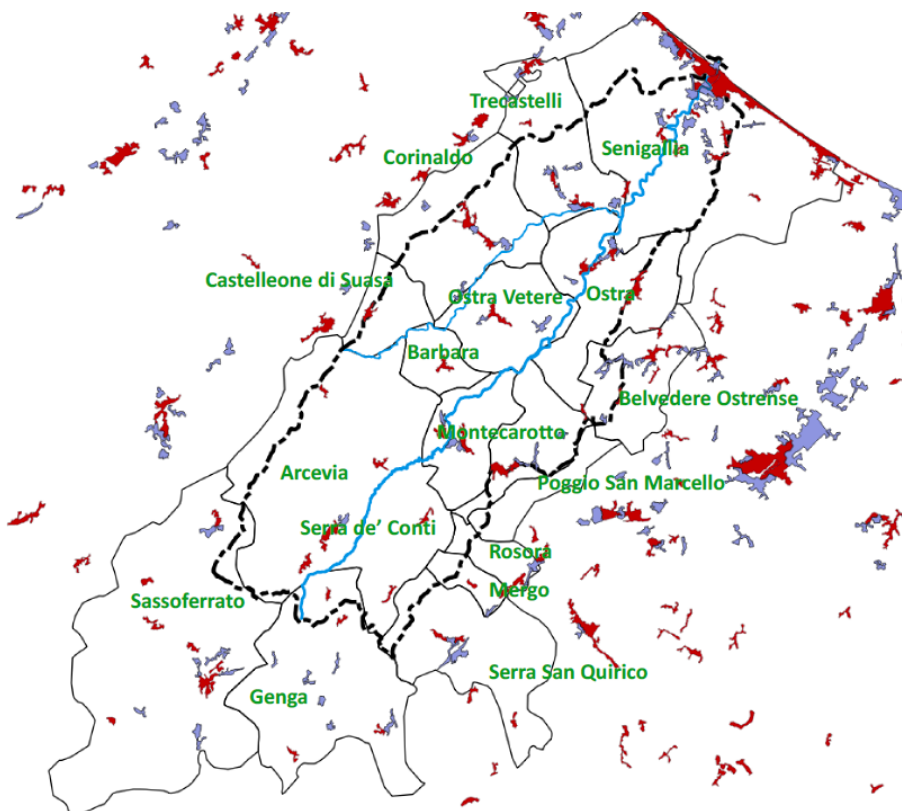 Trecastelli
Senigallia
Corinaldo
Castelleone di Suasa
Ostra Vetere
Ostra
Barbara
Belvedere Ostrense
Montecarotto
Arcevia
Poggio San Marcello
Serra de' Conti
Rosora
Mergo
Sassoferrato
Serra San Quirico
Genga